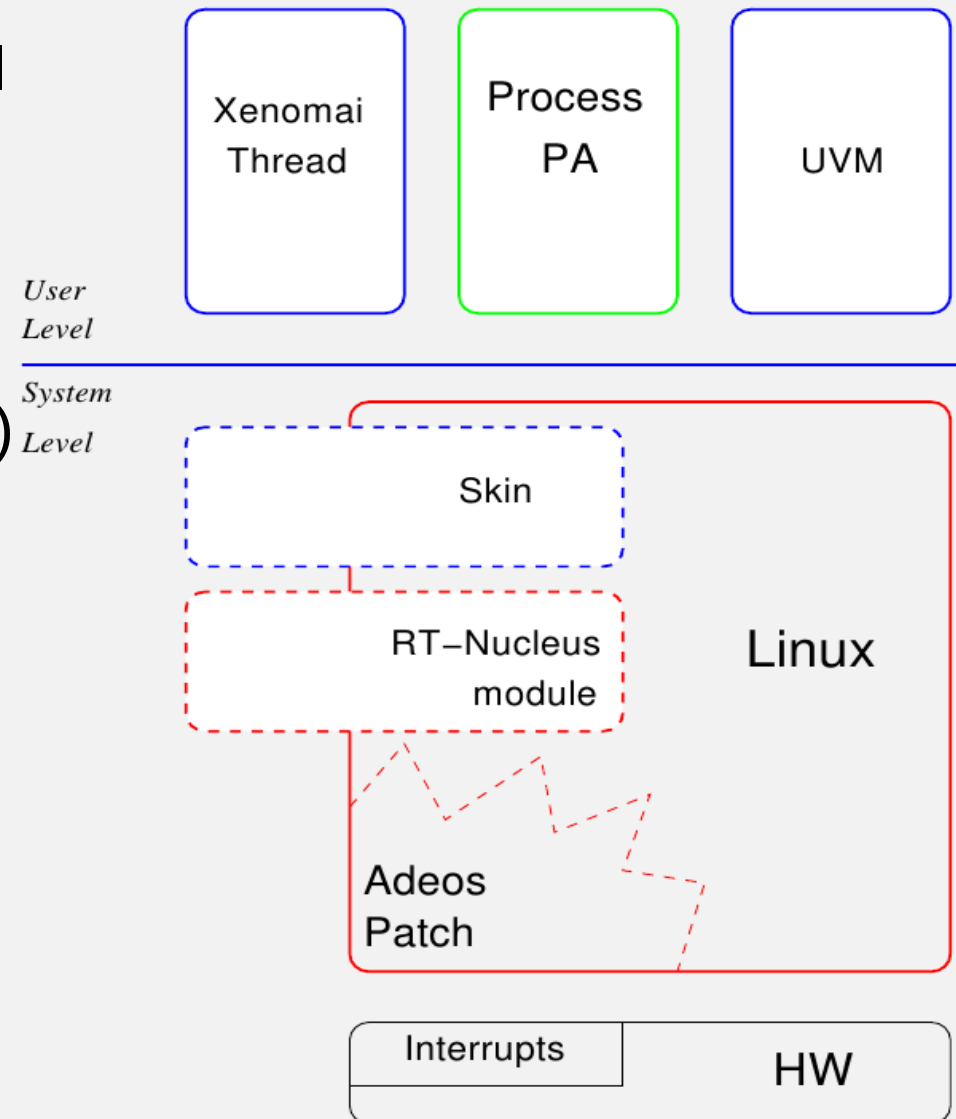 Xenomai
Thread
Process
PA
UVM
User
Level
System
)
Level
Skin
RT–Nucleus
module
Linux
Adeos
Patch
Interrupts
HW